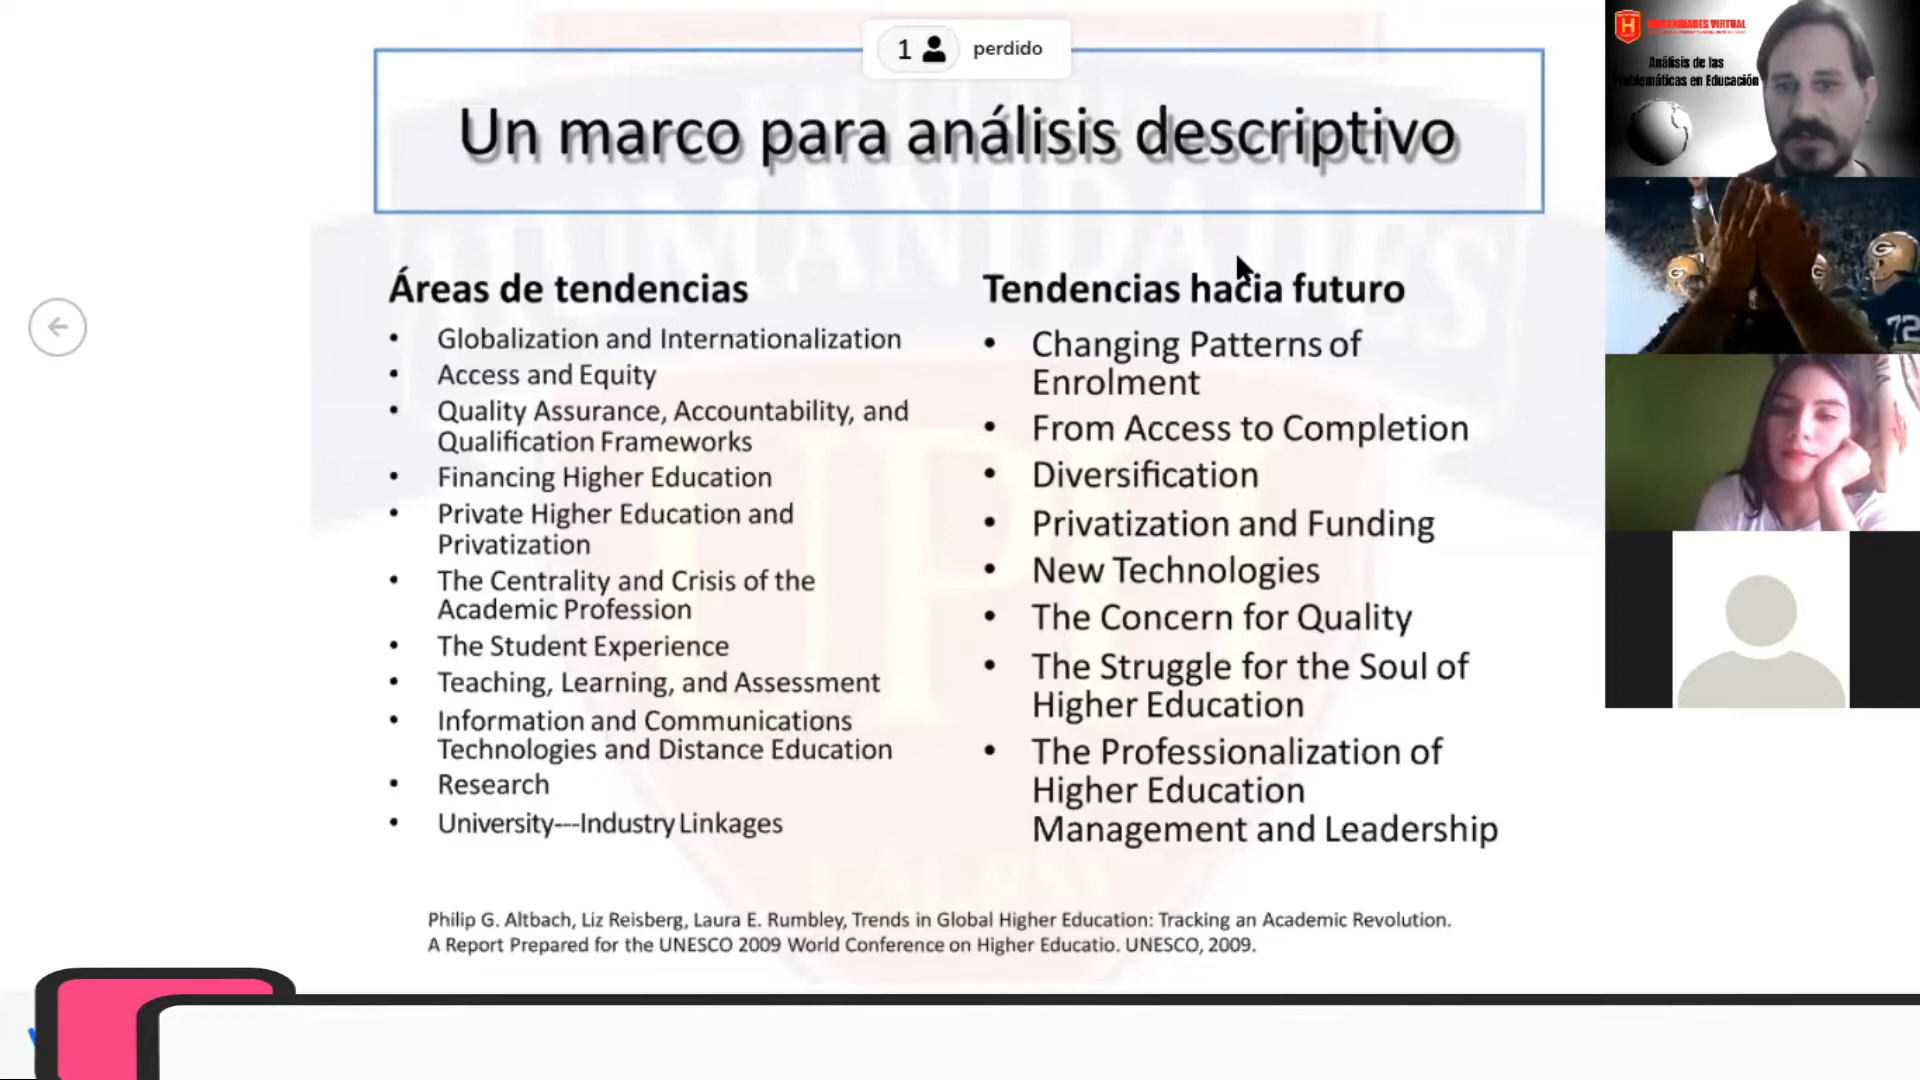 1 perdido
Un marco para análisis descriptivo
HUMANIDADES
Áreas de tendencias
• Globalization and Internationalization
• Access and Equity
• Quality Assurance, Accountability, and
Qualification Frameworks
• Financing Higher Education
• Private Higher Education and
Privatization
• The Centrality and Crisis of the
Academic Profession
• The Student Experience
• Teaching, Learning, and Assessment
• Information and Communications
Technologies and Distance Education
• Research
• University---Industry Linkages
Tendencias hacia futuro
• Changing Patterns of
Enrolment
• From Access to Completion
• Diversification
• Privatization and Funding
• New Technologies
• The Concern for Quality
• The Struggle for the Soul of
Higher Education
• The Professionalization of
Higher Education
Management and Leadership
Philip G. Altbach, Liz Reisberg, Laura E. Rumbley, Trends in Global Higher Education: Tracking an Academic Revolution.
A Report Prepared for the UNESCO 2009 World Conference on Higher Educatio. UNESCO, 2009.
H
VIRTUAL
Análisis de las
en Educación
G
72